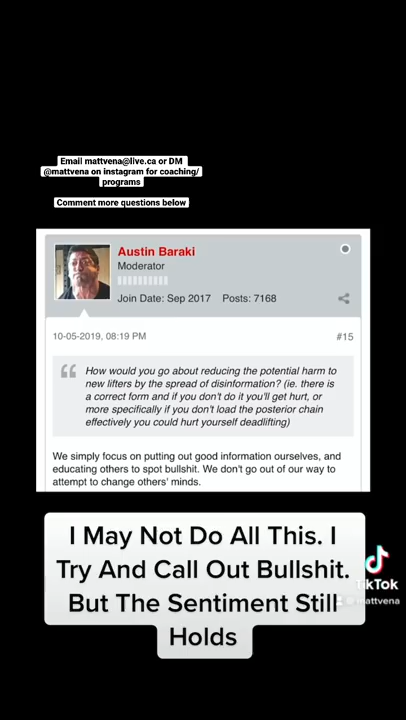 Email mattvena@live.ca or DM
@mattvena on instagram for coaching/
programs
Comment more questions below
Austin Baraki
Moderator
Join Date: Sep 2017 Posts: 7168
10-05-2019, 08:19 PM #15
How would you go about reducing the potential harm to
new lifters by the spread of disinformation? (ie. there is
a correct form and if you don't do it you'll get hurt, or
more specifically if you don't load the posterior chain
effectively you could hurt yourself deadlifting)
We simply focus on putting out good information ourselves, and
educating others to spot bullshit. We don't go out of our way to
attempt to change others' minds.
I May Not Do All This. I
Try And Call Out Bullshit.
But The Sentiment Still
Holds
TikTok
@mattvena